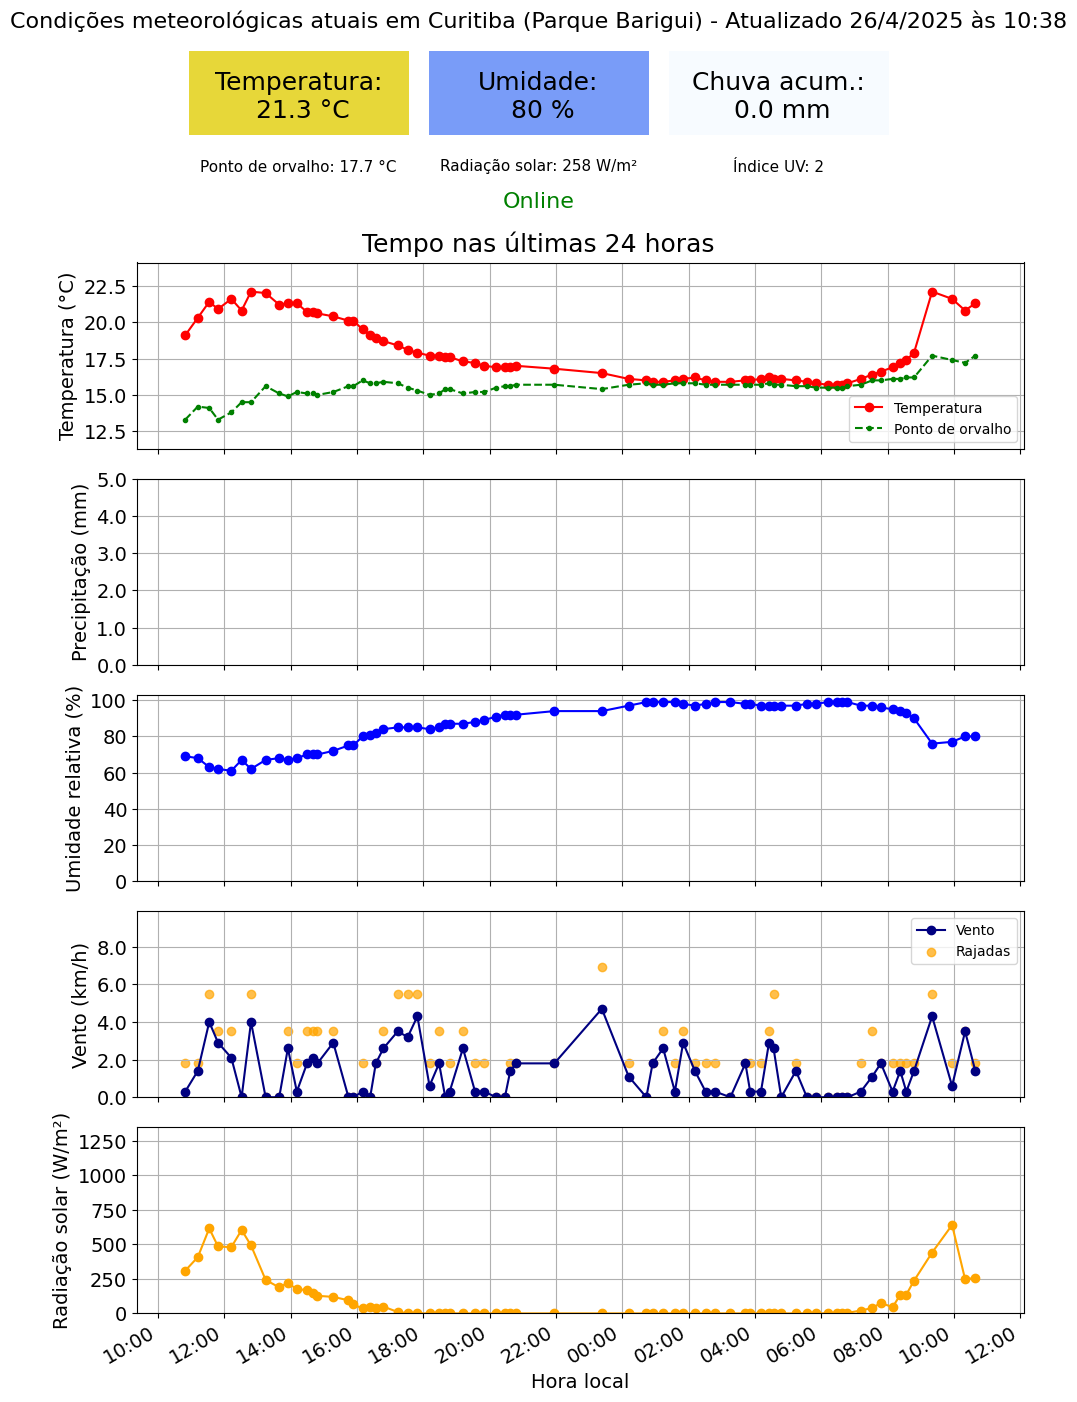 Condições meteorológicas atuais em Curitiba (Parque Barigui) - Atualizado 26/4/2025 às 10:38
Temperatura:
21.3 °C
Umidade:
80 %
Chuva acum.:
0.0 mm
Ponto de orvalho: 17.7 °C
Radiação solar: 258 W/m²
Índice UV: 2
Online
Tempo nas últimas 24 horas
Temperatura (°C)
22.5
20.0
17.5
15.0
12.5
Temperatura
Ponto de orvalho
Precipitação (mm)
5.0
4.0
3.0
2.0
1.0
0.0
Umidade relativa (%)
100
80
60
40
20
0
Vento (km/h)
8.0
6.0
4.0
2.0
0.0
Vento
Rajadas
Radiação solar (W/m²)
1250
1000
750
500
250
0
10:00
12:00
14:00
16:00
18:00
20:00
22:00
00:00
02:00
04:00
06:00
08:00
10:00
12:00
Hora local